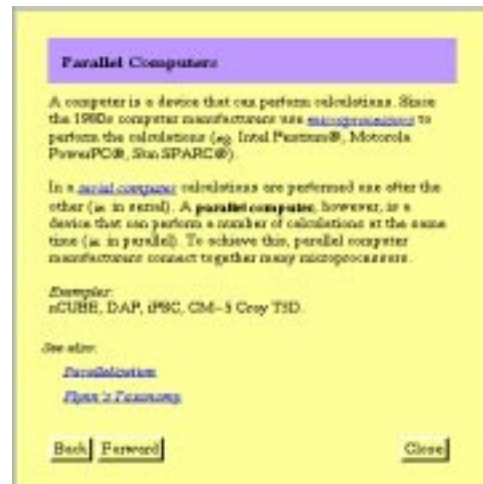 Parallel Computers
A computer is a device that can perform calculations. Since
the 1980s computer manufacturers use microprocessors to
perform the calculations (eg. Intel Pentium®, Motorola
PowerPC®, Sun SPARC®).
In a serial computer calculations are performed one after the
other (ie. in serial). A parallel computer, however, is a
device that can perform a number of calculations at the same
time (ie. in parallel). To achieve this, parallel computer
manufacturers connect together many microprocessors.
Examples:
nCUBE, DAP, iPSC, CM-5 Cray T3D.
See also:
Parallelization
Flynn's Taxonomy
Back Forward Close